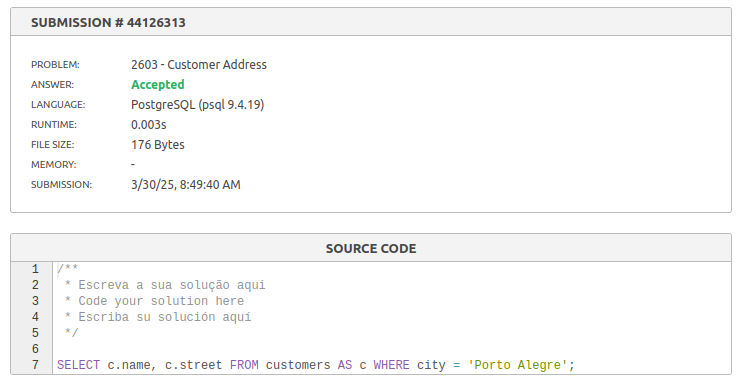 SUBMISSION # 44126313
PROBLEM: 2603 - Customer Address
ANSWER: Accepted
LANGUAGE: PostgreSQL (psql 9.4.19)
RUNTIME: 0.003s
FILE SIZE: 176 Bytes
MEMORY: -
SUBMISSION: 3/30/25, 8:49:40 AM
SOURCE CODE
1 /**
2  * Escreva a sua solução aqui
3  * Code your solution here
4  * Escriba su solución aquí
5  */
6
7 SELECT c.name, c.street FROM customers AS c WHERE city = 'Porto Alegre';